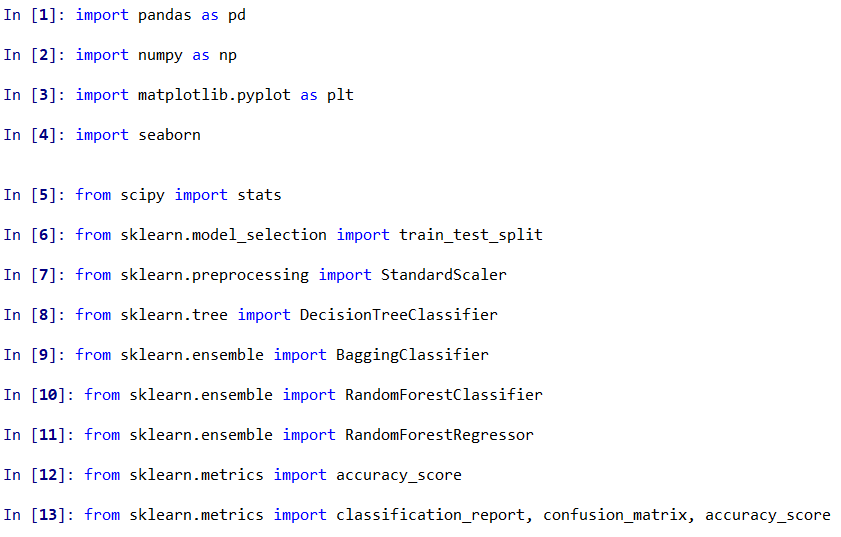 In [1]: import pandas as pd
In [2]: import numpy as np
In [3]: import matplotlib.pyplot as plt
In [4]: import seaborn
In [5]: from scipy import stats
In [6]: from sklearn.model_selection import train_test_split
In [7]: from sklearn.preprocessing import StandardScaler
In [8]: from sklearn.tree import DecisionTreeClassifier
In [9]: from sklearn.ensemble import BaggingClassifier
In [10]: from sklearn.ensemble import RandomForestClassifier
In [11]: from sklearn.ensemble import RandomForestRegressor
In [12]: from sklearn.metrics import accuracy_score
In [13]: from sklearn.metrics import classification_report, confusion_matrix, accuracy_score